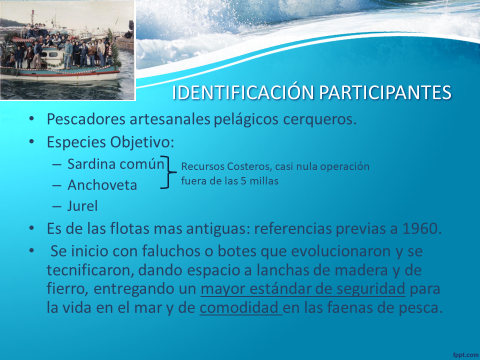 IDENTIFICACIÓN PARTICIPANTES
• Pescadores artesanales pelágicos cerqueros.
• Especies Objetivo:
– Sardina común
– Anchoveta
– Jurel
Recursos Costeros, casi nula operación
fuera de las 5 millas
• Es de las flotas mas antiguas: referencias previas a 1960.
• Se inicio con faluchos o botes que evolucionaron y se
tecnificaron, dando espacio a lanchas de madera y de
fierro, entregando un mayor estándar de seguridad para
la vida en el mar y de comodidad en las faenas de pesca.
fppt.com